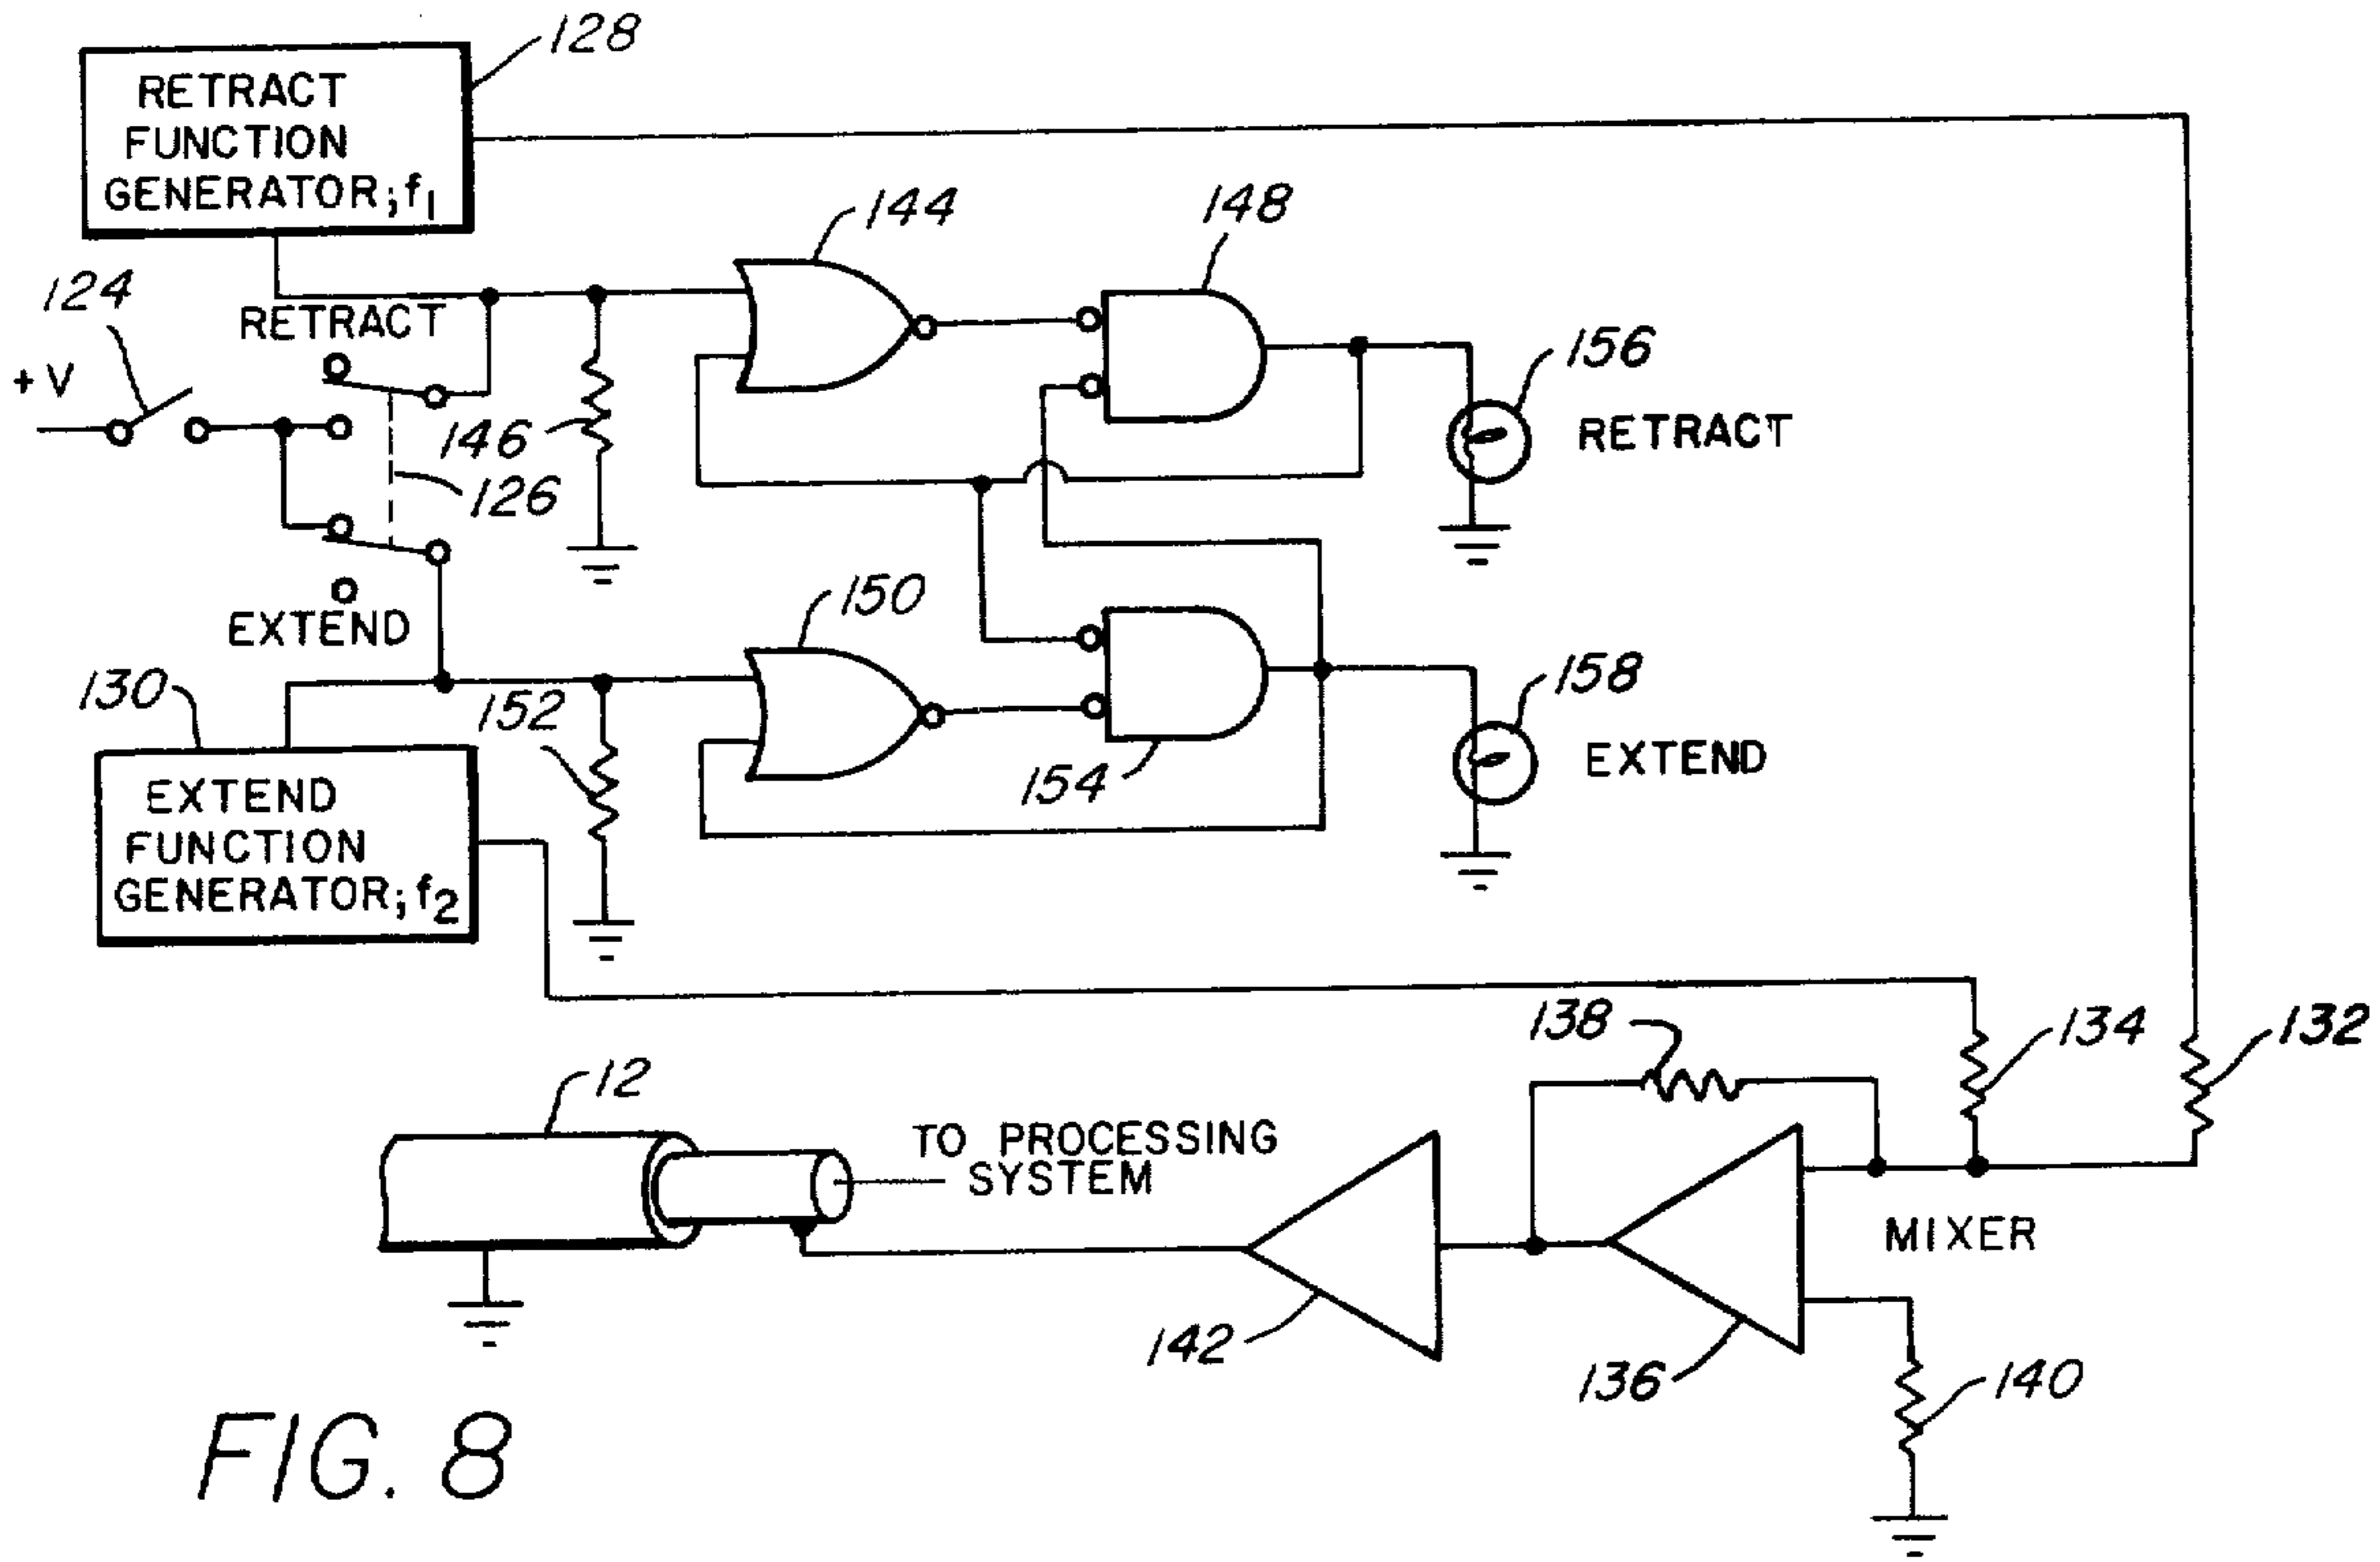 128
RETRACT
FUNCTION
GENERATOR; f1
144
148
124
RETRACT
+ V
146
126
156
RETRACT
EXTEND
150
130
152
158
EXTEND
154
EXTEND
FUNCTION
GENERATOR; f2
138
134
132
12
TO PROCESSING
SYSTEM
MIXER
142
136
140
FIG. 8